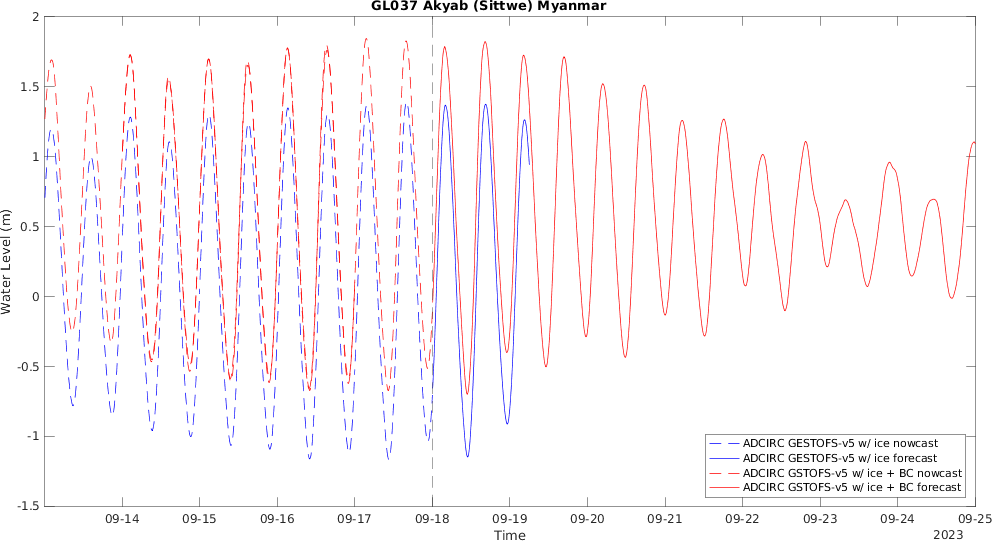 GL037 Akyab (Sittwe) Myanmar
2
1.5
1
0.5
0
-0.5
-1
-1.5
Water Level (m)
ADCIRC GESTOFS-v5 w/ ice nowcast
ADCIRC GESTOFS-v5 w/ ice forecast
ADCIRC GSTOFS-v5 w/ ice + BC nowcast
ADCIRC GSTOFS-v5 w/ ice + BC forecast
09-14 09-15 09-16 09-17 09-18 09-19 09-20 09-21 09-22 09-23 09-24 09-25
Time
2023